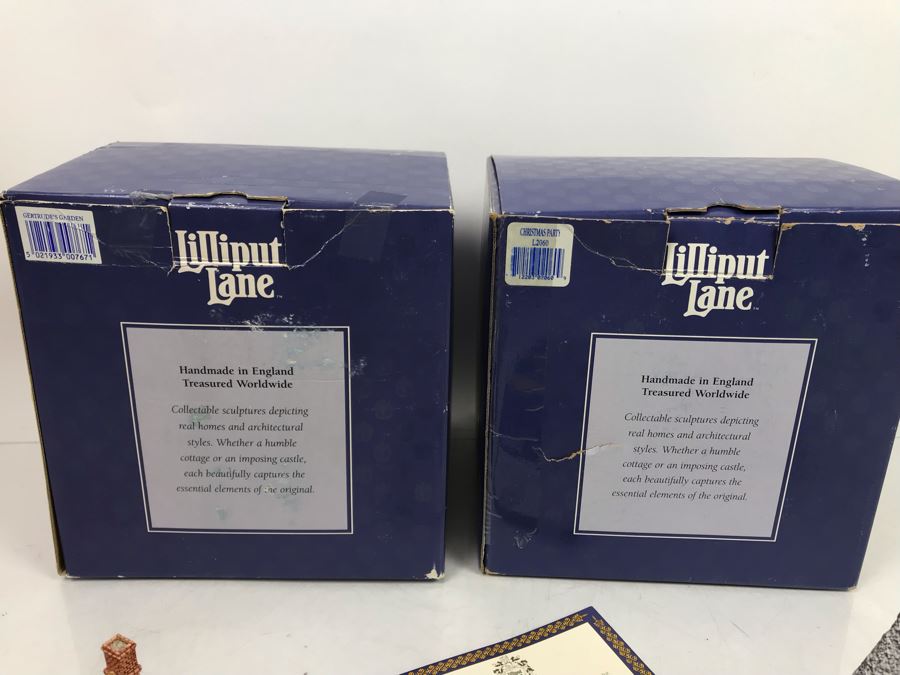 GERTRUDE'S GARDEN
5 021933 007671
Lilliput
Lane
Handmade in England
Treasured Worldwide
Collectable sculptures depicting
real homes and architectural
styles. Whether a humble
cottage or an imposing castle,
each beautifully captures the
essential elements of the original.
CHRISTMAS PARTY
L2060
Lilliput
Lane
Handmade in England
Treasured Worldwide
Collectable sculptures depicting
real homes and architectural
styles. Whether a humble
cottage or an imposing castle,
each beautifully captures the
essential elements of the original.